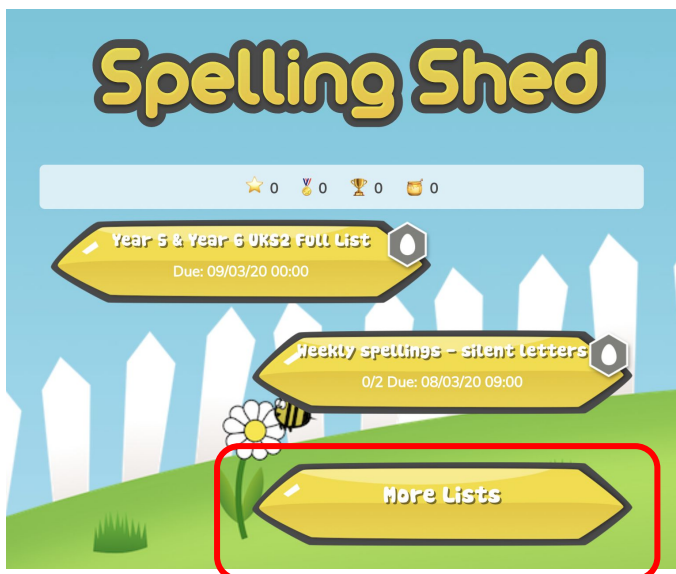 Spelling Shed
0 0 0 0
Year 5 & Year 6 UKS2 Full List
Due: 09/03/20 00:00
Weekly spellings - silent letters
0/2 Due: 08/03/20 09:00
More Lists